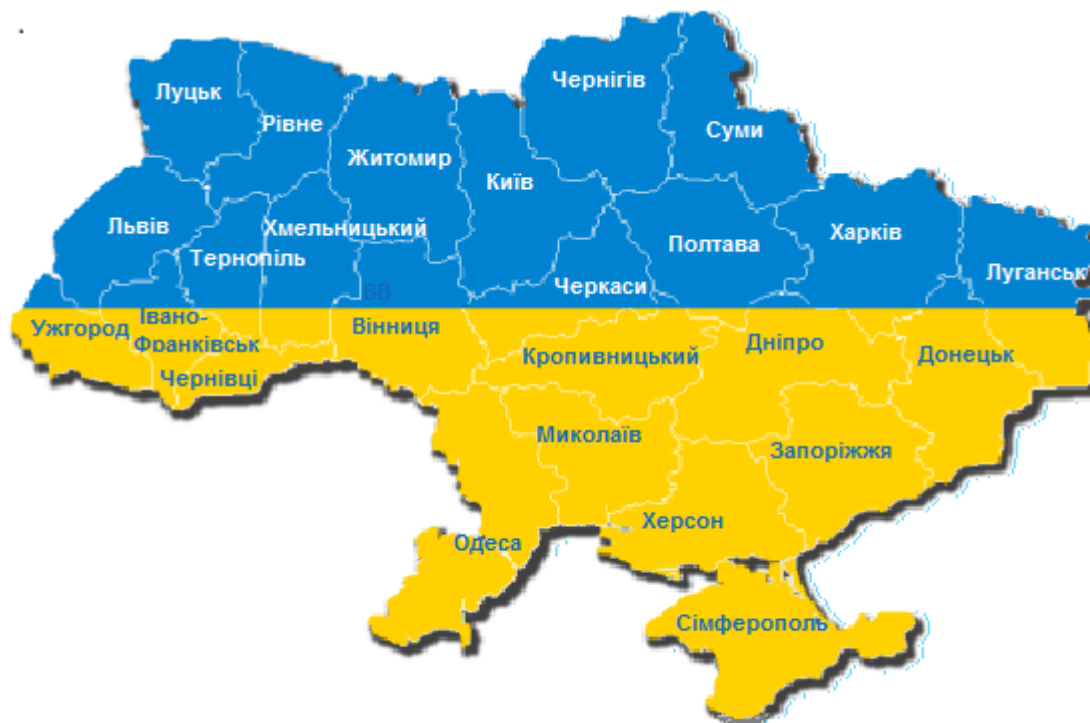 Чернігів
Луцьк
Рівне
Суми
Житомир
Київ
Львів
Хмельницький
Харків
Полтава
Тернопіль
Луганськ
Черкаси
ВВ
Ужгород
Івано-
Франківськ
Вінниця
Дніпро
Кропивницький
Донецьк
Чернівці
Миколаїв
Запоріжжя
Херсон
Одеса
Сімферополь